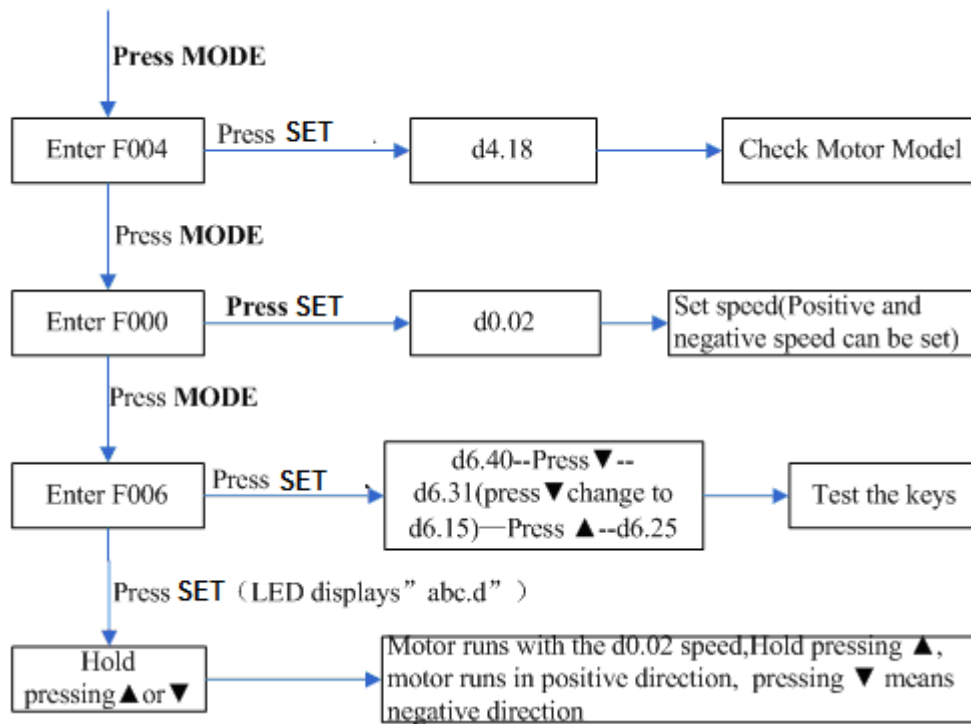 Press MODE
Enter F004
Press SET
d4.18
Check Motor Model
Press MODE
Enter F000
Press SET
d0.02
Set speed(Positive and
negative speed can be set)
Press MODE
Enter F006
Press SET
d6.40--Press▼--
d6.31(press▼change to
d6.15)—Press ▲--d6.25
Test the keys
Press SET（LED displays” abc.d”）
Hold
pressing▲or▼
Motor runs with the d0.02 speed,Hold pressing ▲,
motor runs in positive direction, pressing ▼ means
negative direction